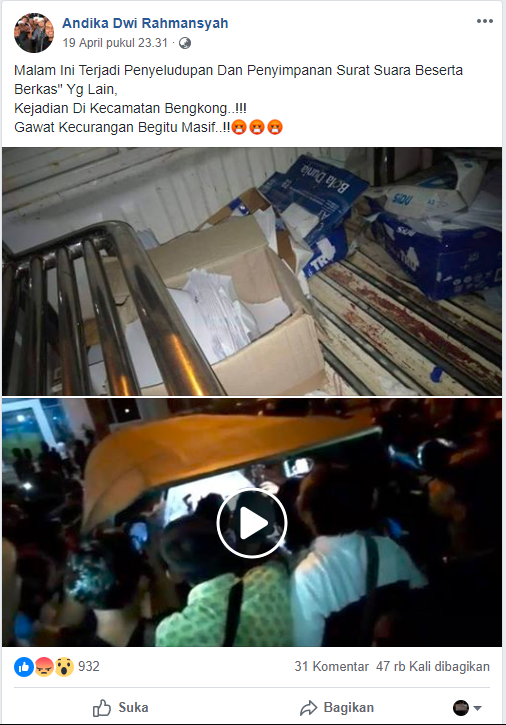 Andika Dwi Rahmansyah
19 April pukul 23.31 ·
Malam Ini Terjadi Penyeludupan Dan Penyimpanan Surat Suara Beserta
Berkas" Yg Lain,
Kejadian Di Kecamatan Bengkong..!!!
Gawat Kecurangan Begitu Masif..!!😡😡😡
Bola Dunia
SIDU
SIDU
932
31 Komentar 47 rb Kali dibagikan
Suka
Bagikan